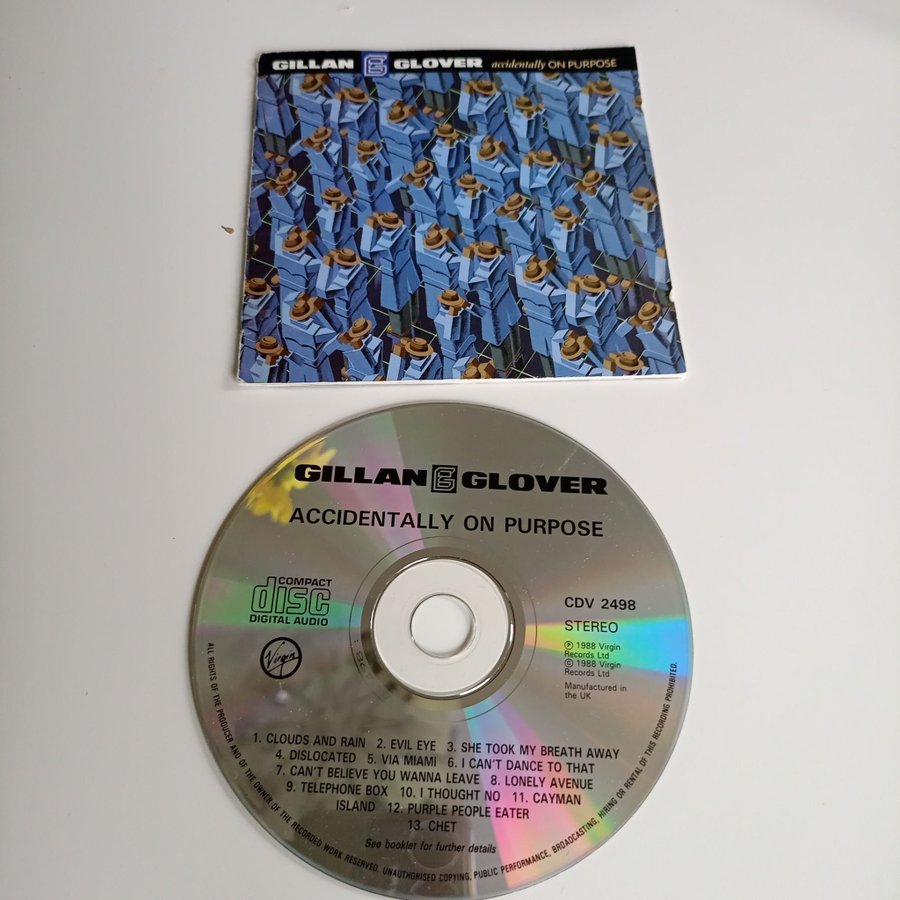 GILLAN & GLOVER accidentally ON PURPOSE
GILLAN & GLOVER
ACCIDENTALLY ON PURPOSE
COMPACT
disc
DIGITAL AUDIO
Virgin
CDV 2498
STEREO
℗ 1988 Virgin
Records Ltd
© 1988 Virgin
Records Ltd
Manufactured in
the UK
1. CLOUDS AND RAIN 2. EVIL EYE 3. SHE TOOK MY BREATH AWAY
4. DISLOCATED 5. VIA MIAMI 6. I CAN'T DANCE TO THAT
7. CAN'T BELIEVE YOU WANNA LEAVE 8. LONELY AVENUE
9. TELEPHONE BOX 10. I THOUGHT NO 11. CAYMAN
ISLAND 12. PURPLE PEOPLE EATER
13. CHET
See booklet for further details
ALL RIGHTS OF THE PRODUCER AND OF THE OWNER OF THE RECORDED WORK RESERVED. UNAUTHORISED COPYING, PUBLIC PERFORMANCE, BROADCASTING, HIRING OR RENTAL OF THIS RECORDING PROHIBITED.